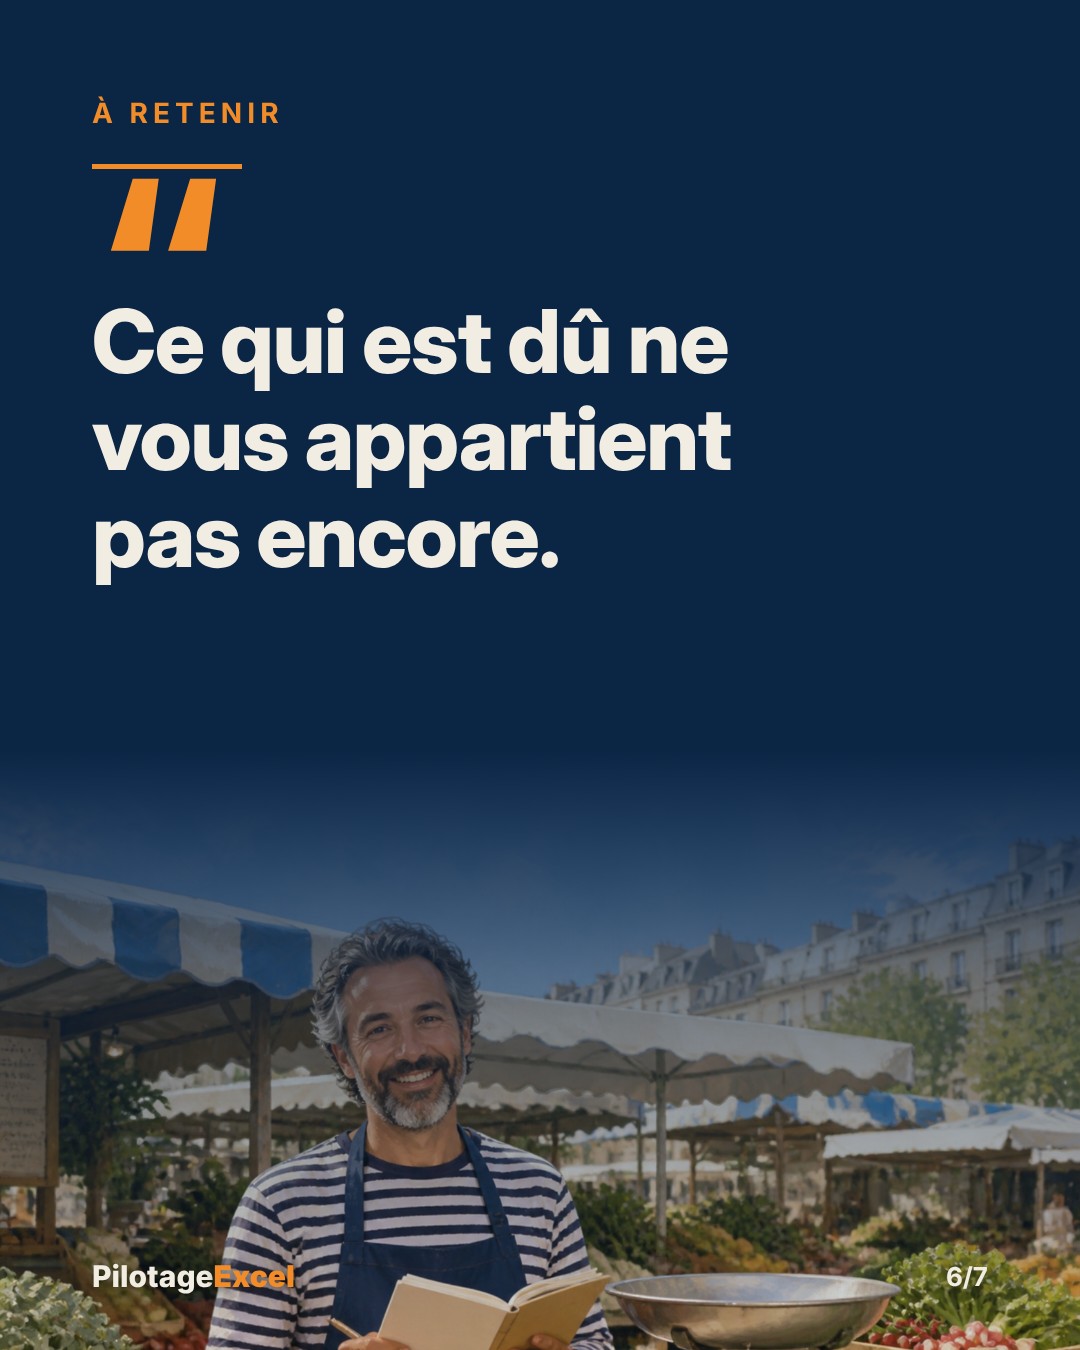 À RETENIR
"
Ce qui est dû ne
vous appartient
pas encore.
PilotageExcel
6/7